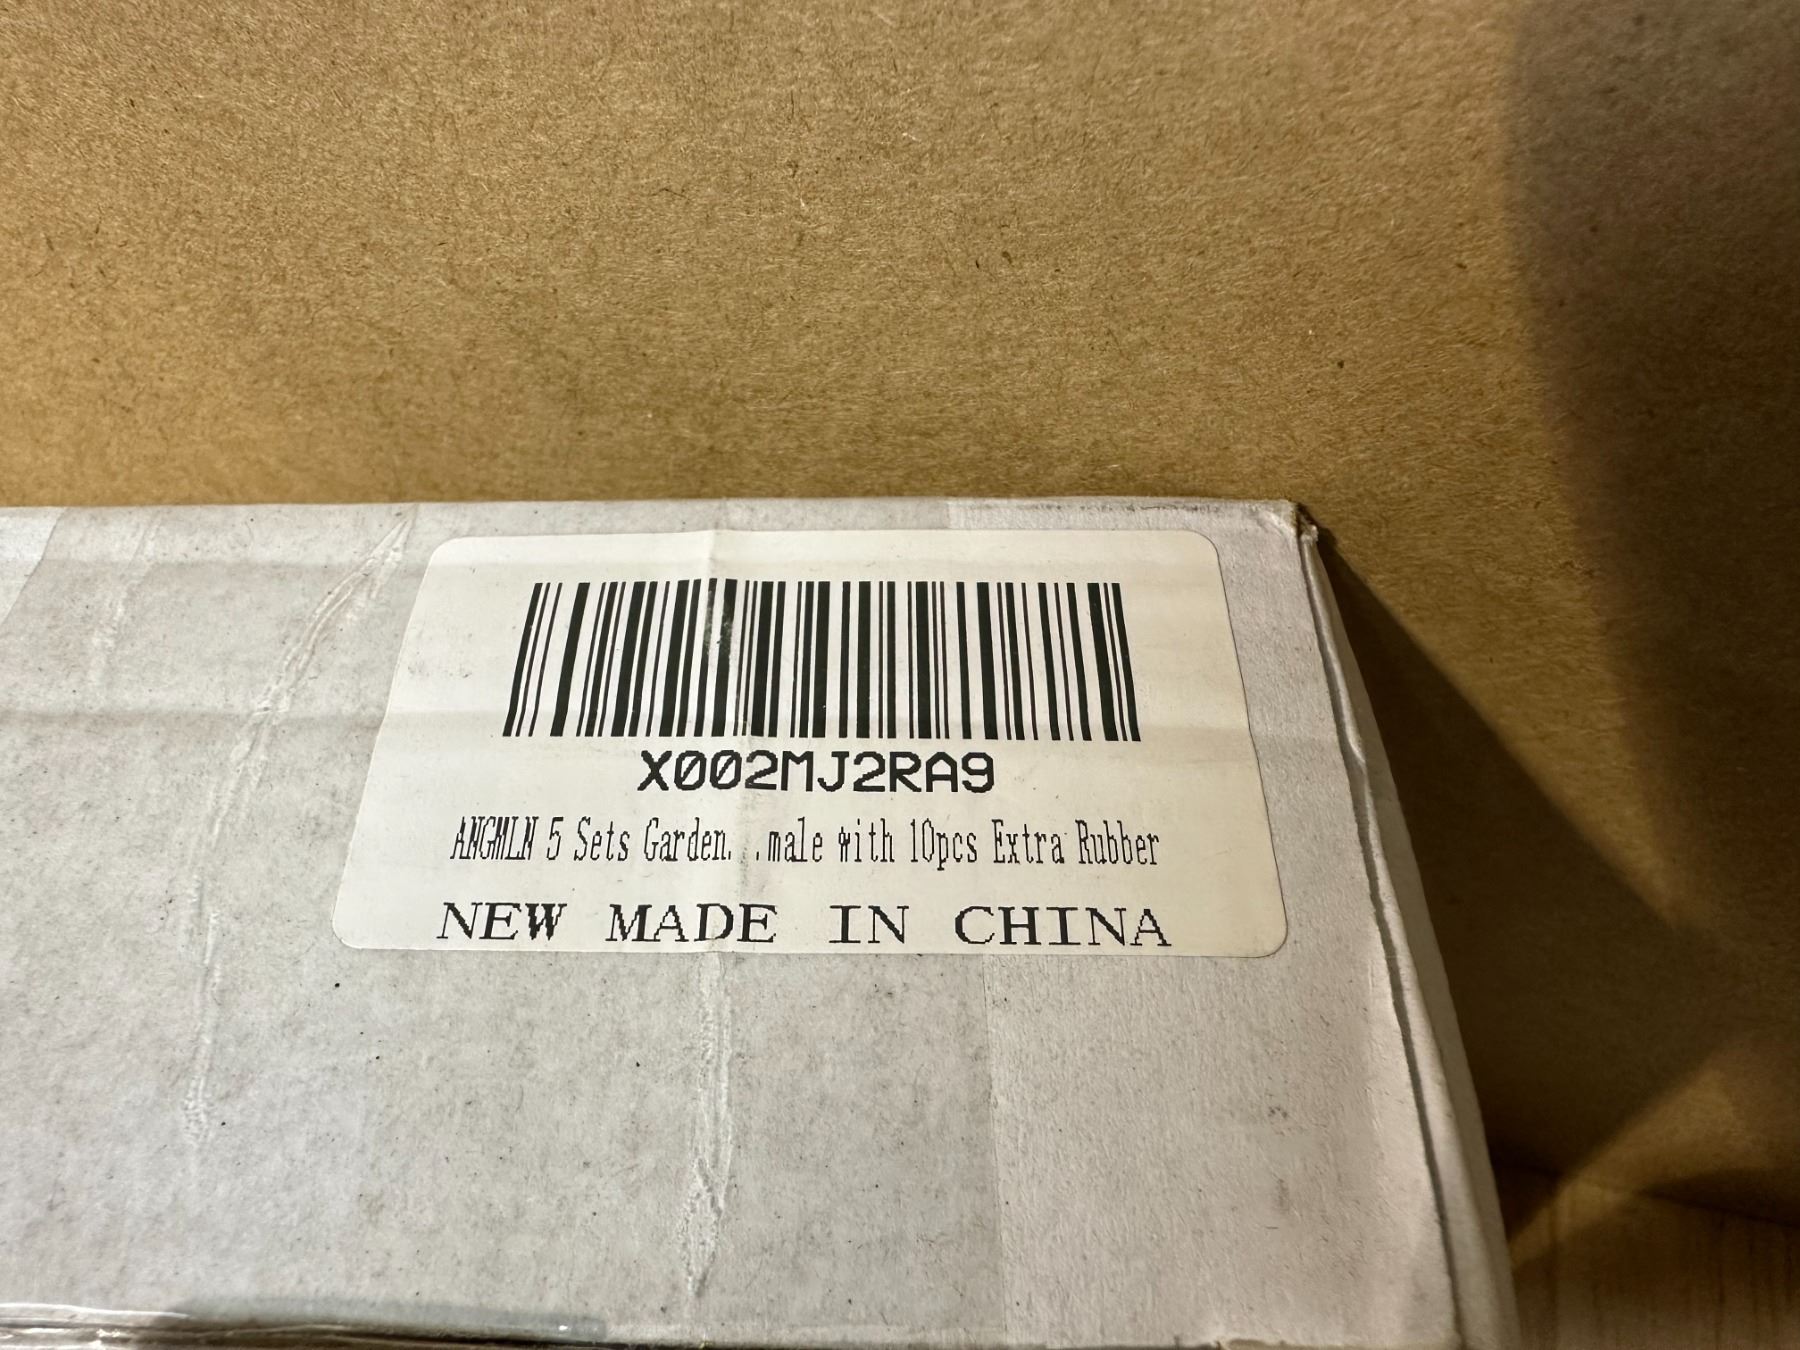 X002MJ2RA9
ANGMLN 5 Sets Garden. .male with 10pcs Extra Rubber
NEW MADE IN CHINA